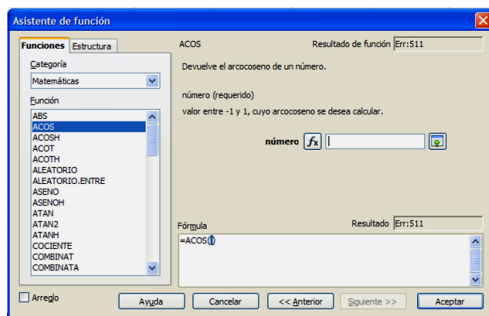 Asistente de función
Funciones Estructura
ACOS
Resultado de función Err:511
Categoría
Matemáticas
Función
ABS
ACOS
ACOSH
ACOT
ACOTH
ALEATORIO
ALEATORIO.ENTRE
ASENO
ASENOH
ATAN
ATAN2
ATANH
COCIENTE
COMBINAT
COMBINATA
Devuelve el arcocoseno de un número.
número (requerido)
valor entre -1 y 1, cuyo arcocoseno se desea calcular.
número fx
Fórmula
Resultado Err:511
=ACOS()
Arreglo
Ayuda
Cancelar
<< Anterior
Siguiente >>
Aceptar